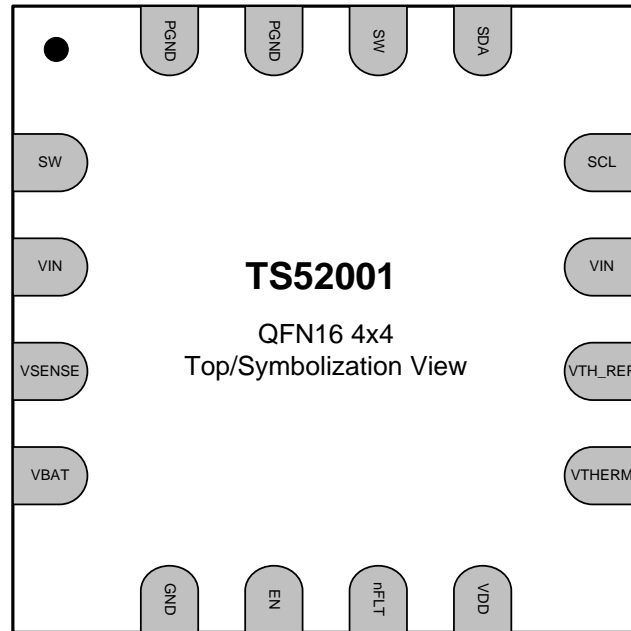 PGND
PGND
SW
SDA
SW
SCL
VIN
TS52001
VIN
QFN16 4x4
Top/Symbolization View
VSENSE
VTH_REF
VBAT
VTHERM
GND
EN
nFLT
VDD